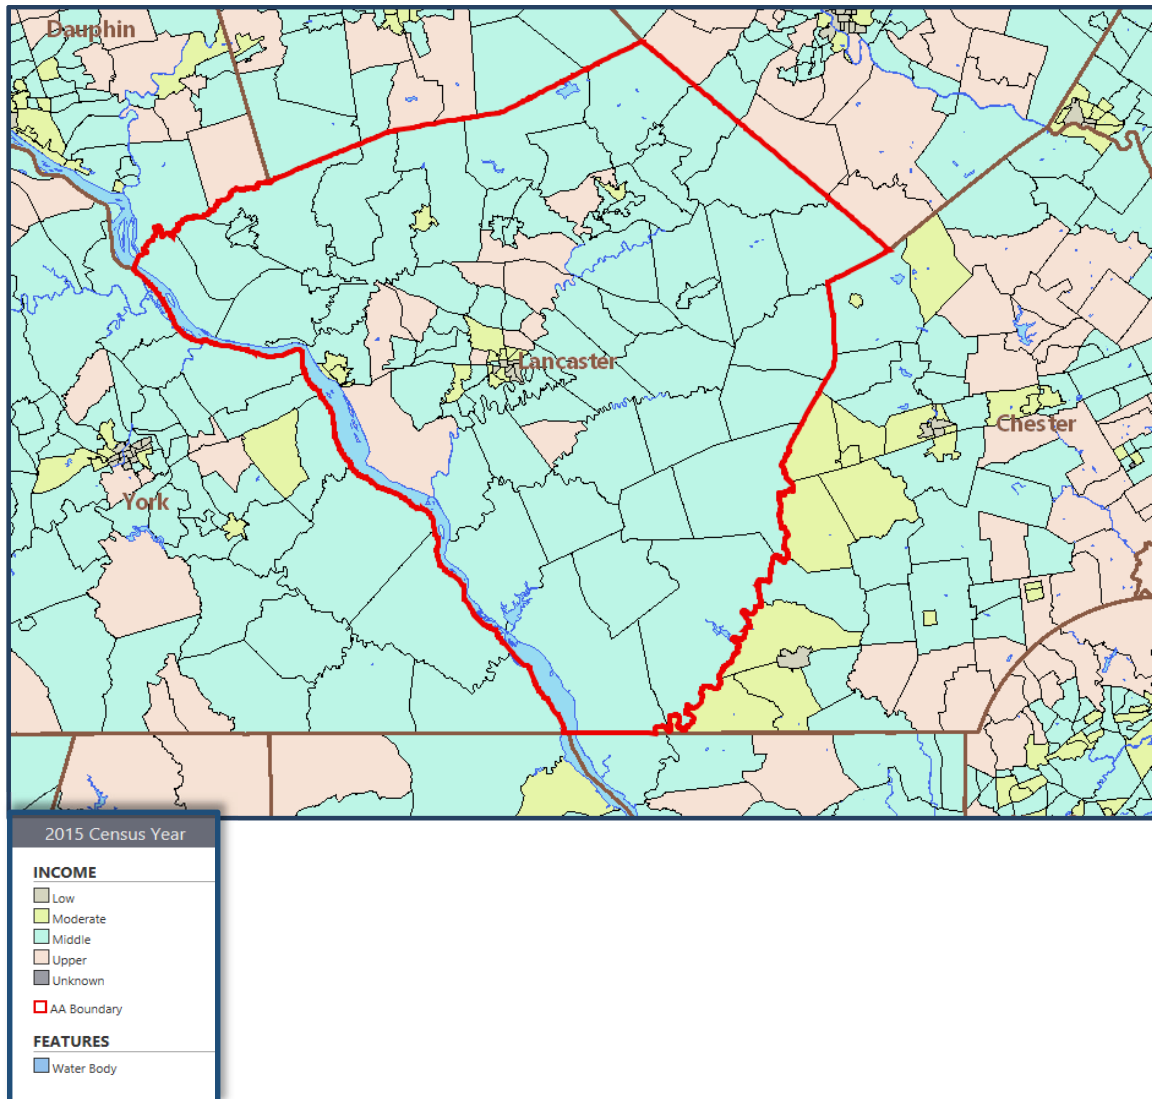 Dauphin
Lancaster
Chester
York
2015 Census Year
INCOME
Low
Moderate
Middle
Upper
Unknown
AA Boundary
FEATURES
Water Body